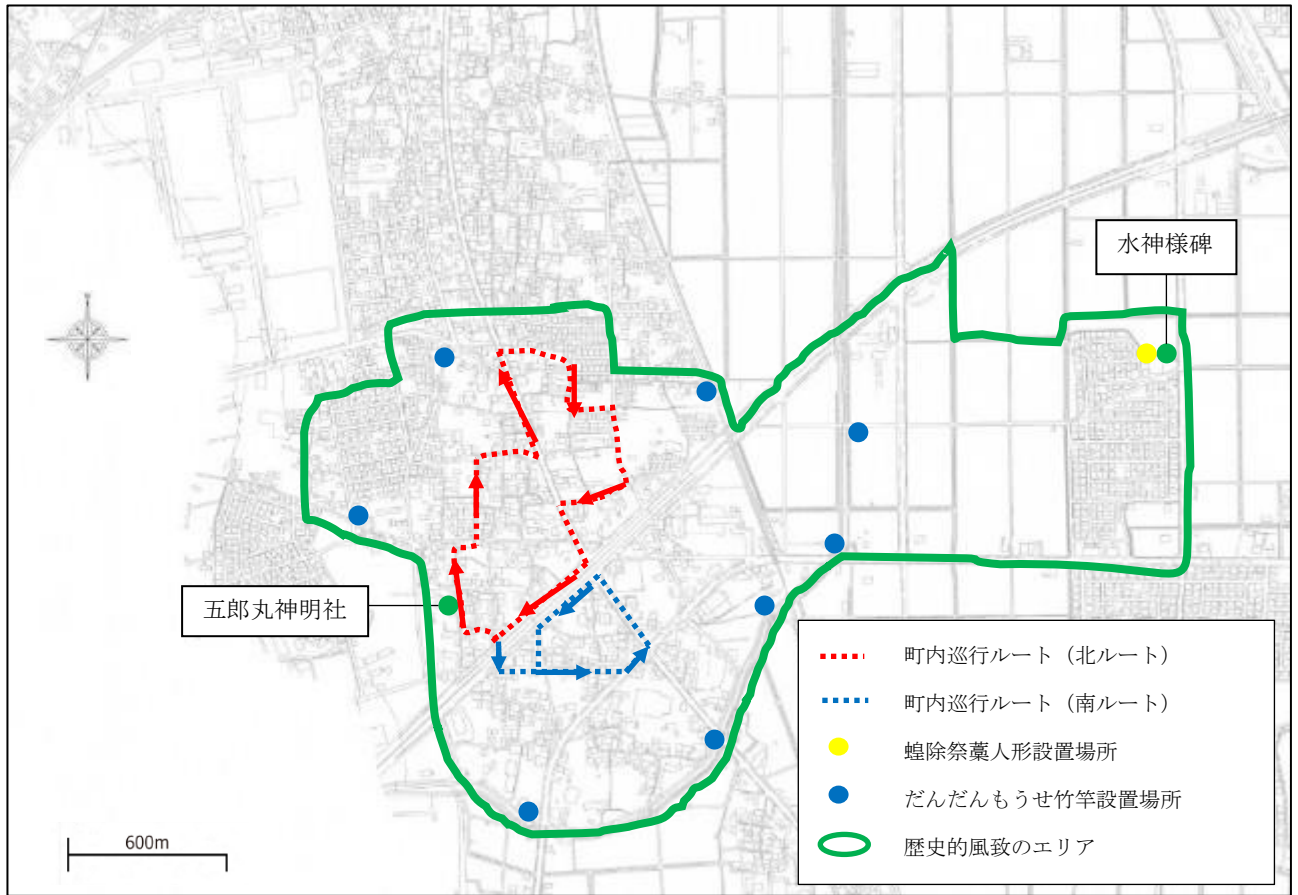 水神様碑
五郎丸神明社
町内巡行ルート（北ルート）
町内巡行ルート（南ルート）
蝗除祭藁人形設置場所
だんだんもうせ竹竿設置場所
歴史的風致のエリア
600m